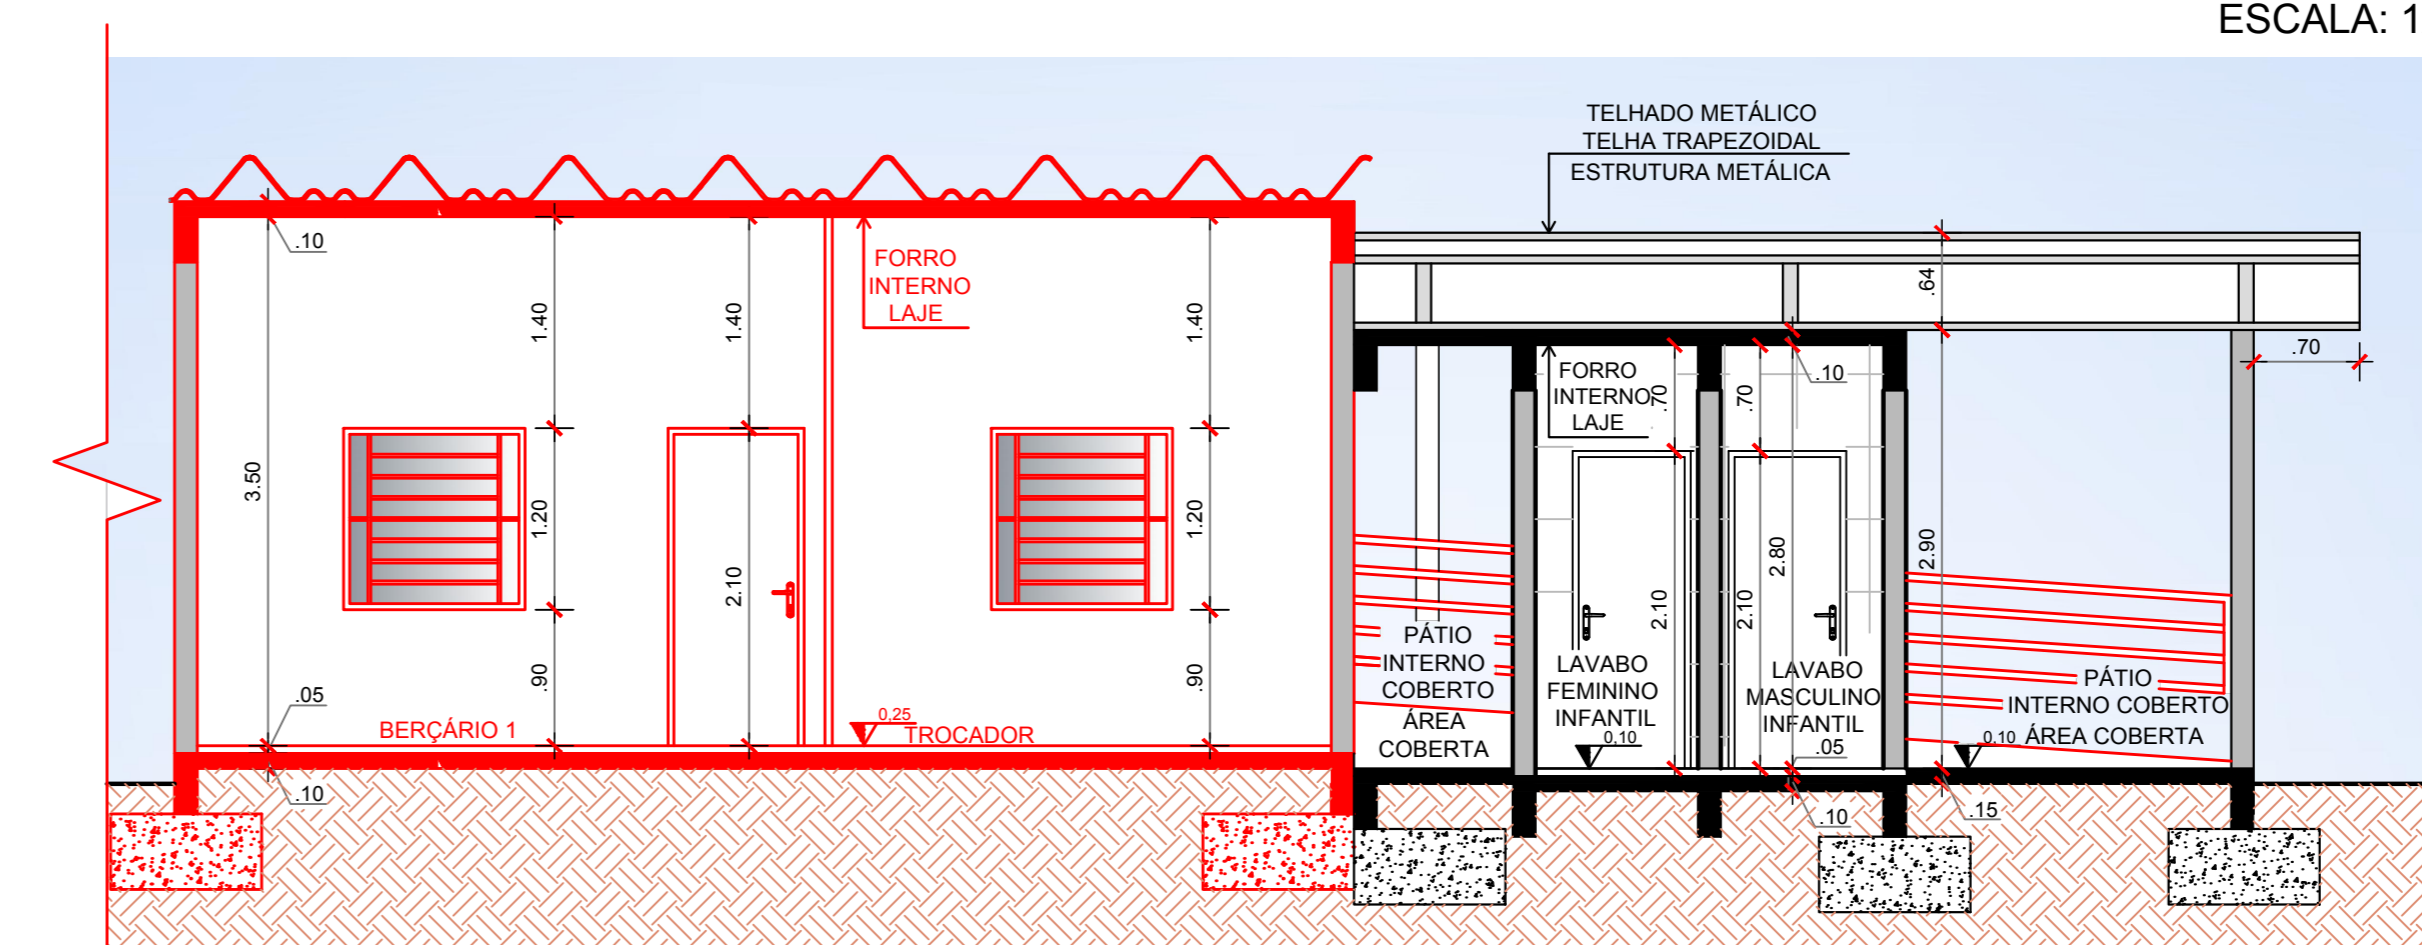 ESCALA: 1
TELHADO METÁLICO
TELHA TRAPEZOIDAL
ESTRUTURA METÁLICA
.10
FORRO
INTERNO
LAJE
1.40
1.40
1.40
.64
.70
FORRO
INTERNO
LAJE
.70
.70
.10
3.50
1.20
1.20
2.10
2.80
2.90
2.10
2.10
.90
.90
.05
BERÇÁRIO 1
0,25
TROCADOR
PÁTIO
INTERNO
COBERTO
ÁREA
COBERTA
LAVABO
FEMININO
INFANTIL
0,10
LAVABO
MASCULINO
INFANTIL
.05
PÁTIO
INTERNO COBERTO
0,10
ÁREA COBERTA
.10
.10
.15